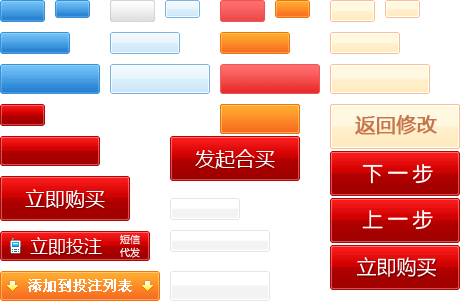 返回修改
发起合买
下一步
立即购买
上一步
立即投注
短信
代发
立即购买
添加到投注列表